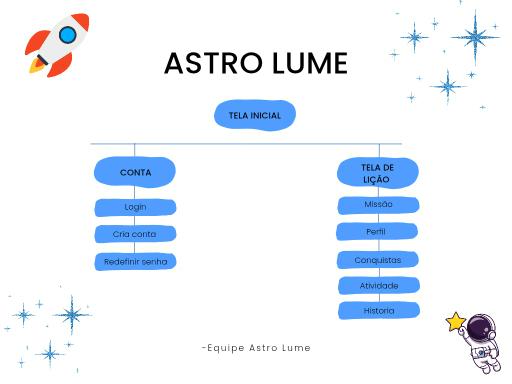 ASTRO LUME
TELA INICIAL
CONTA
Login
Cria conta
Redefinir senha
TELA DE
LIÇÃO
Missão
Perfil
Conquistas
Atividade
Historia
-Equipe Astro Lume